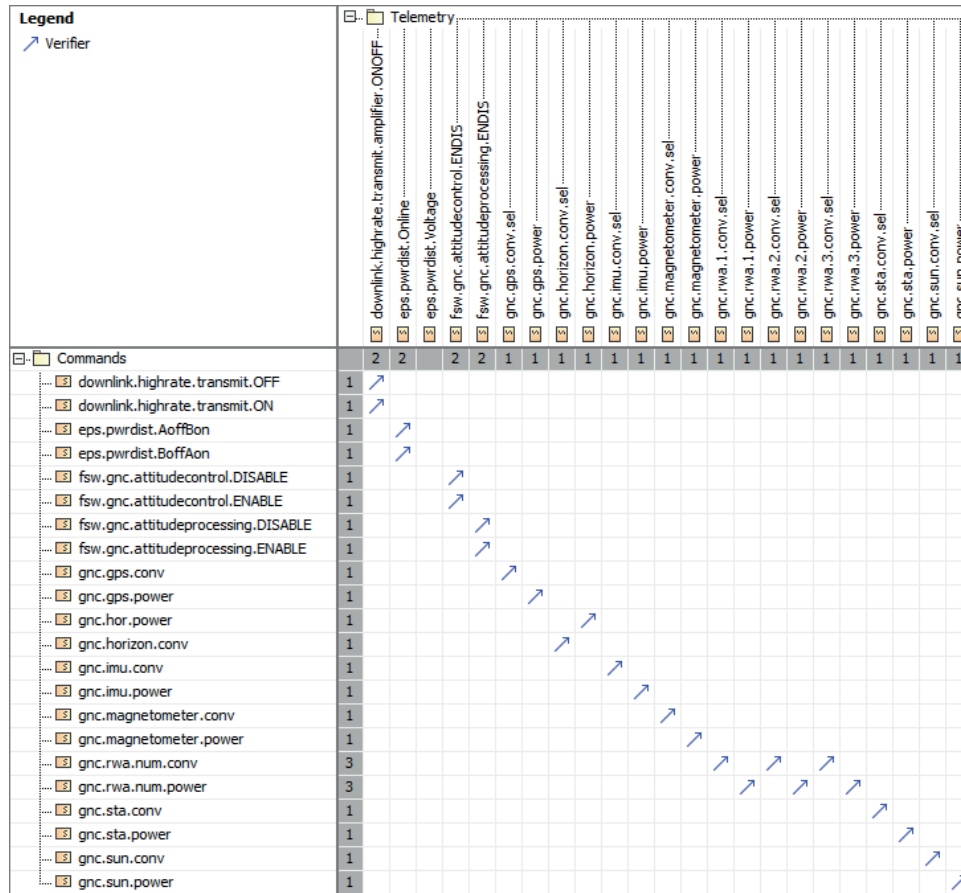 Legend
Verifier
Telemetry
downlink.highrate.transmit.amplifier.ONOFF
eps.pwrdist.Online
eps.pwrdist.Voltage
fsw.gnc.attitudecontrol.ENDIS
fsw.gnc.attitudeprocessing.ENDIS
gnc.gps.conv.sel
gnc.gps.power
gnc.horizon.conv.sel
gnc.horizon.power
gnc.imu.conv.sel
gnc.imu.power
gnc.magnetometer.conv.sel
gnc.magnetometer.power
gnc.rwa.1.conv.sel
gnc.rwa.1.power
gnc.rwa.2.conv.sel
gnc.rwa.2.power
gnc.rwa.3.conv.sel
gnc.rwa.3.power
gnc.sta.conv.sel
gnc.sta.power
gnc.sun.conv.sel
gnc.sun.power
Commands 2 2 2 2 1 1 1 1 1 1 1 1 1 1 1 1 1 1 1 1 1 1
downlink.highrate.transmit.OFF 1
downlink.highrate.transmit.ON 1
eps.pwrdist.AoffBon 1
eps.pwrdist.BoffAon 1
fsw.gnc.attitudecontrol.DISABLE 1
fsw.gnc.attitudecontrol.ENABLE 1
fsw.gnc.attitudeprocessing.DISABLE 1
fsw.gnc.attitudeprocessing.ENABLE 1
gnc.gps.conv 1
gnc.gps.power 1
gnc.hor.power 1
gnc.horizon.conv 1
gnc.imu.conv 1
gnc.imu.power 1
gnc.magnetometer.conv 1
gnc.magnetometer.power 1
gnc.rwa.num.conv 3
gnc.rwa.num.power 3
gnc.sta.conv 1
gnc.sta.power 1
gnc.sun.conv 1
gnc.sun.power 1